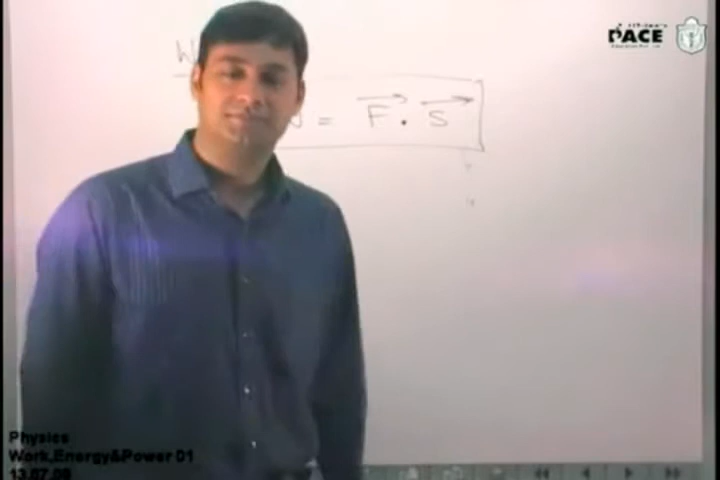 PACE
W
= F . S
Physics
Work,Energy&Power 01
13.07.09